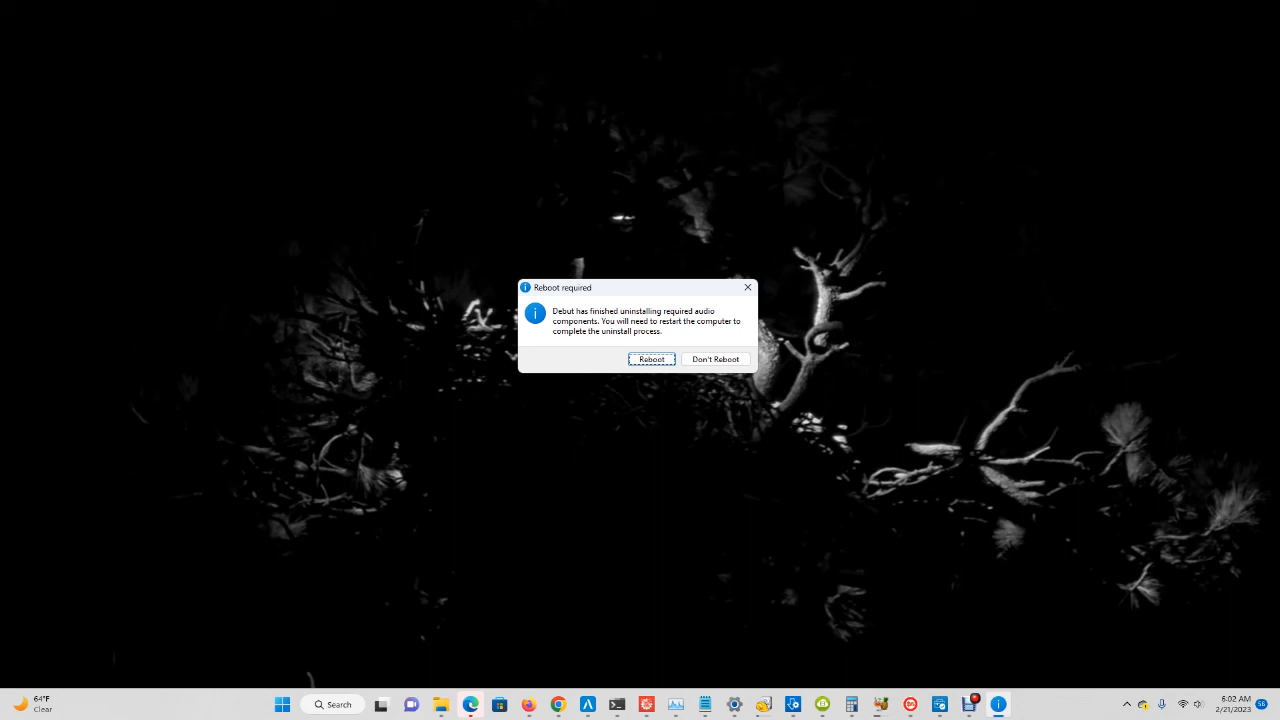 Reboot required
Debut has finished uninstalling required audio
components. You will need to restart the computer to
complete the uninstall process.
Reboot
Don't Reboot
64°F
Clear
Search
6:02 AM
2/21/2023
56